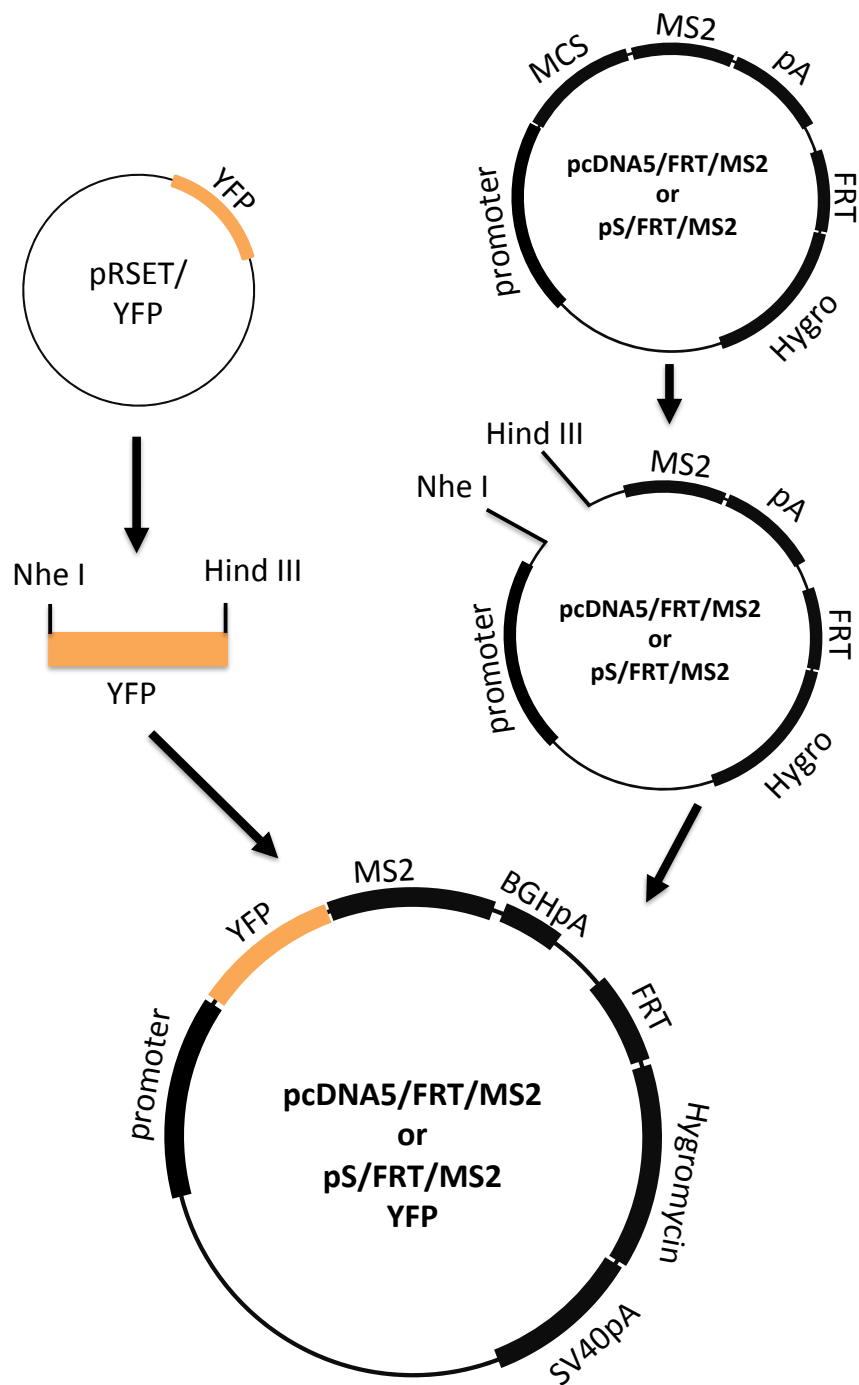 YFP
pRSET/
YFP
Nhe I
Hind III
YFP
MCS
MS2
pA
promoter
pcDNA5/FRT/MS2
or
pS/FRT/MS2
FRT
Hygro
Hind III
Nhe I
MS2
pA
promoter
pcDNA5/FRT/MS2
or
pS/FRT/MS2
FRT
Hygro
MS2
YFP
BGHpA
promoter
FRT
pcDNA5/FRT/MS2
or
pS/FRT/MS2
YFP
Hygromycin
SV40pA